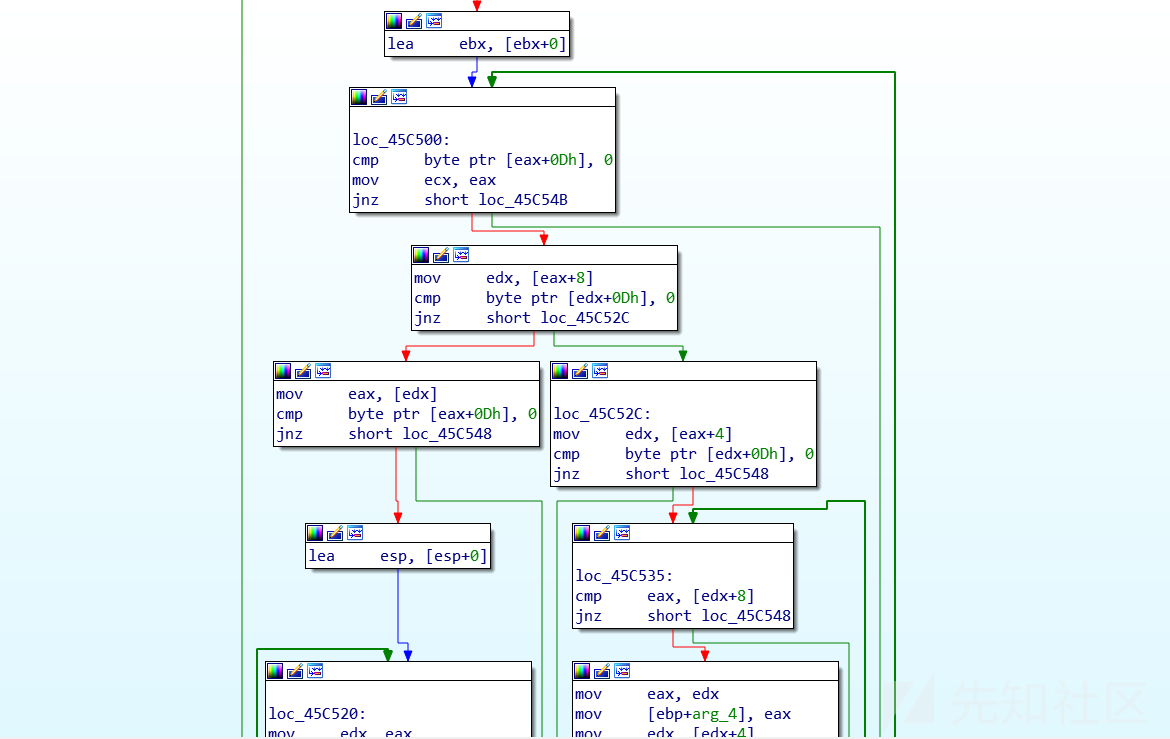 lea ebx, [ebx+0]
loc_45C500:
cmp byte ptr [eax+0Dh], 0
mov ecx, eax
jnz short loc_45C54B
mov edx, [eax+8]
cmp byte ptr [edx+0Dh], 0
jnz short loc_45C52C
mov eax, [edx]
cmp byte ptr [eax+0Dh], 0
jnz short loc_45C548
loc_45C52C:
mov edx, [eax+4]
cmp byte ptr [edx+0Dh], 0
jnz short loc_45C548
lea esp, [esp+0]
loc_45C535:
cmp eax, [edx+8]
jnz short loc_45C548
loc_45C520:
mov edx, eax
mov eax, edx
mov [ebp+arg_4], eax
mov edx, [edx+4]
先知社区